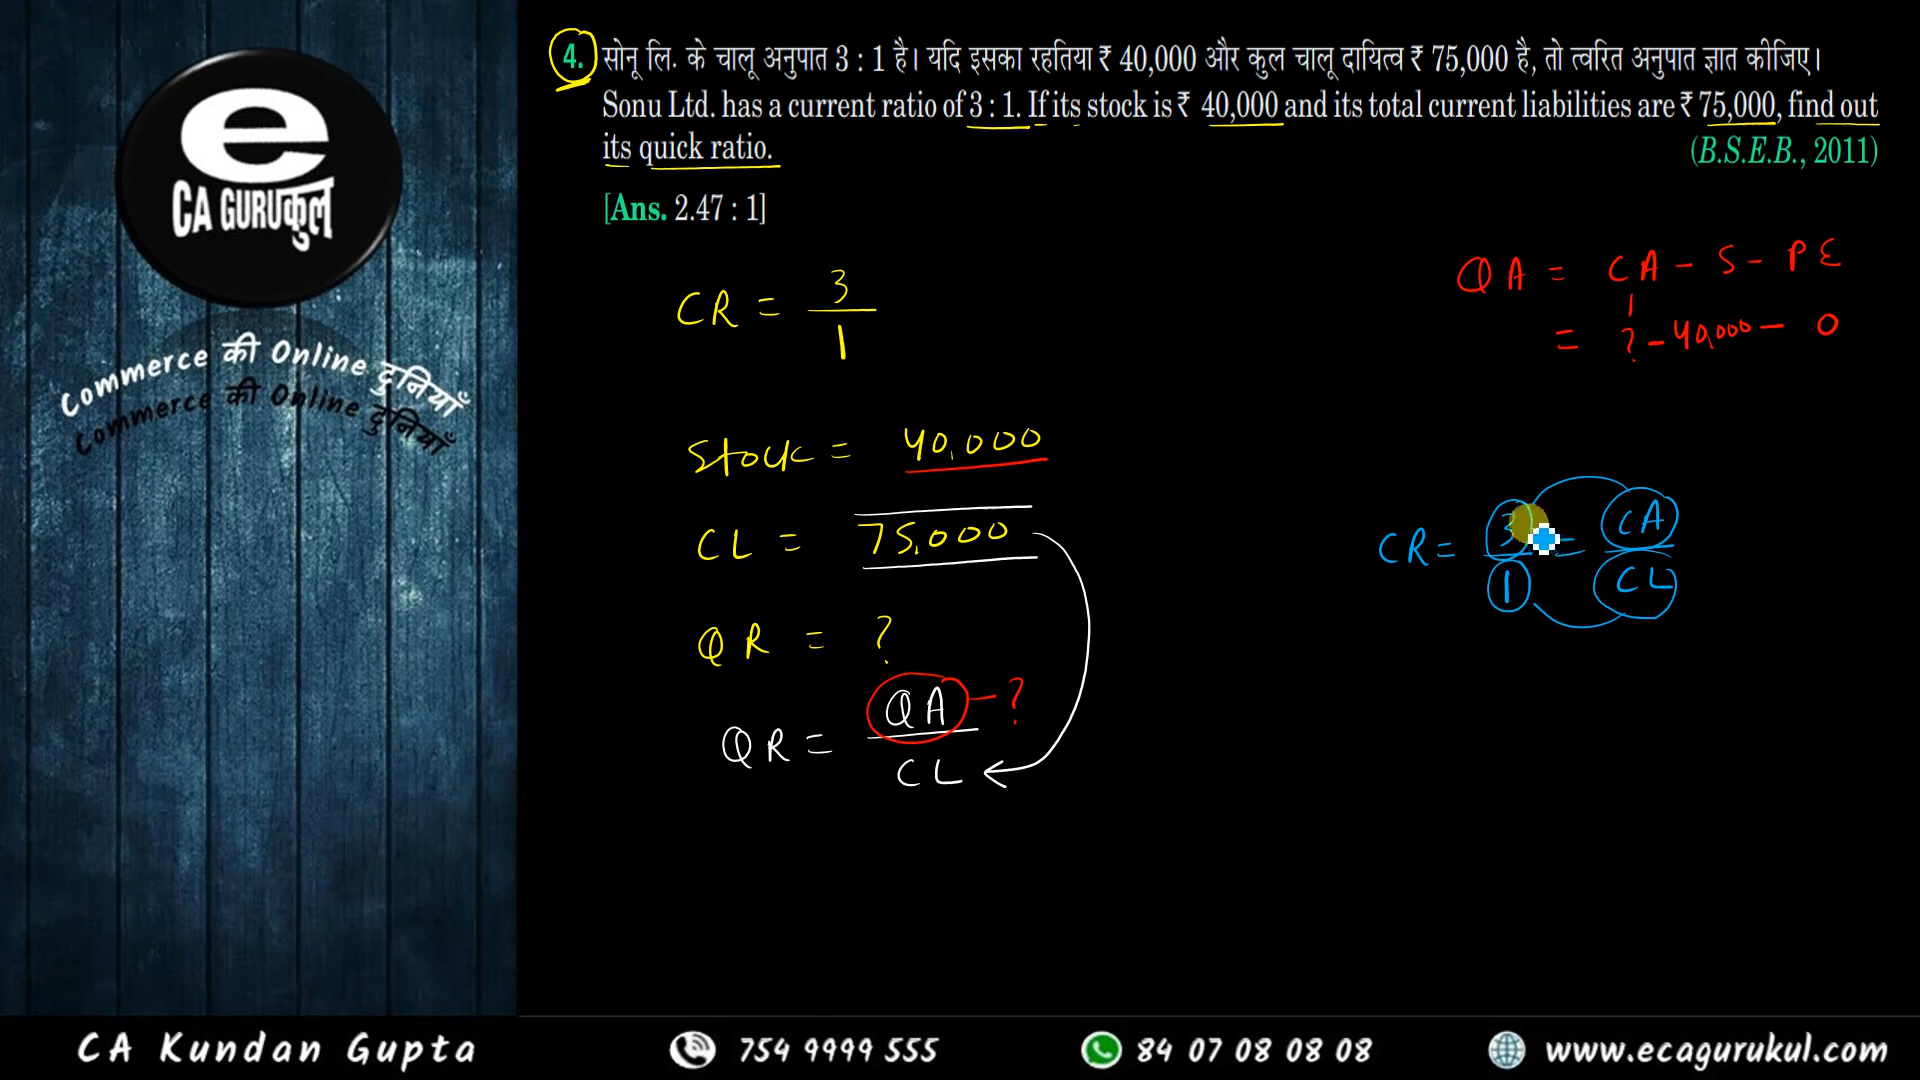 e
CA GURUकुल
Commerce की Online दुनियाँ
Commerce की Online दुनियाँ
4. सोनू लि. के चालू अनुपात 3 : 1 है। यदि इसका रहतिया ₹ 40,000 और कुल चालू दायित्व ₹ 75,000 है, तो त्वरित अनुपात ज्ञात कीजिए।
Sonu Ltd. has a current ratio of 3 : 1. If its stock is ₹ 40,000 and its total current liabilities are ₹ 75,000, find out
its quick ratio. (B.S.E.B., 2011)
[Ans. 2.47 : 1]
CR = 3
1
Stock = 40,000
CL = 75,000
QR = ?
QR = QA - ?
CL
QA = CA - S - PE
= ? - 40,000 - 0
CR = 3 = CA
1 CL
CA Kundan Gupta 754 9999 555 84 07 08 08 08 www.ecagurukul.com